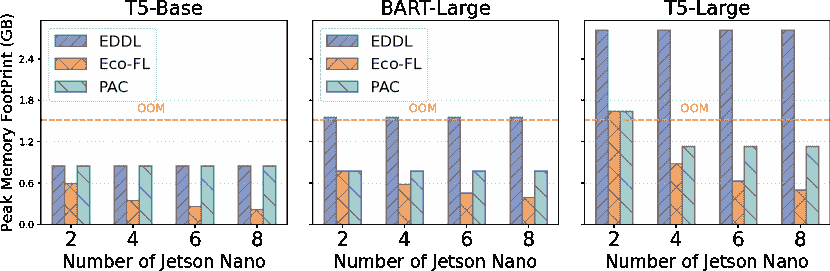 T5-Base
BART-Large
T5-Large
Peak Memory FootPrint (GB)
2.4
1.8
1.2
0.6
0.0
EDDL
Eco-FL
PAC
OOM
EDDL
Eco-FL
PAC
OOM
OOM
2 4 6 8
2 4 6 8
2 4 6 8
Number of Jetson Nano
Number of Jetson Nano
Number of Jetson Nano